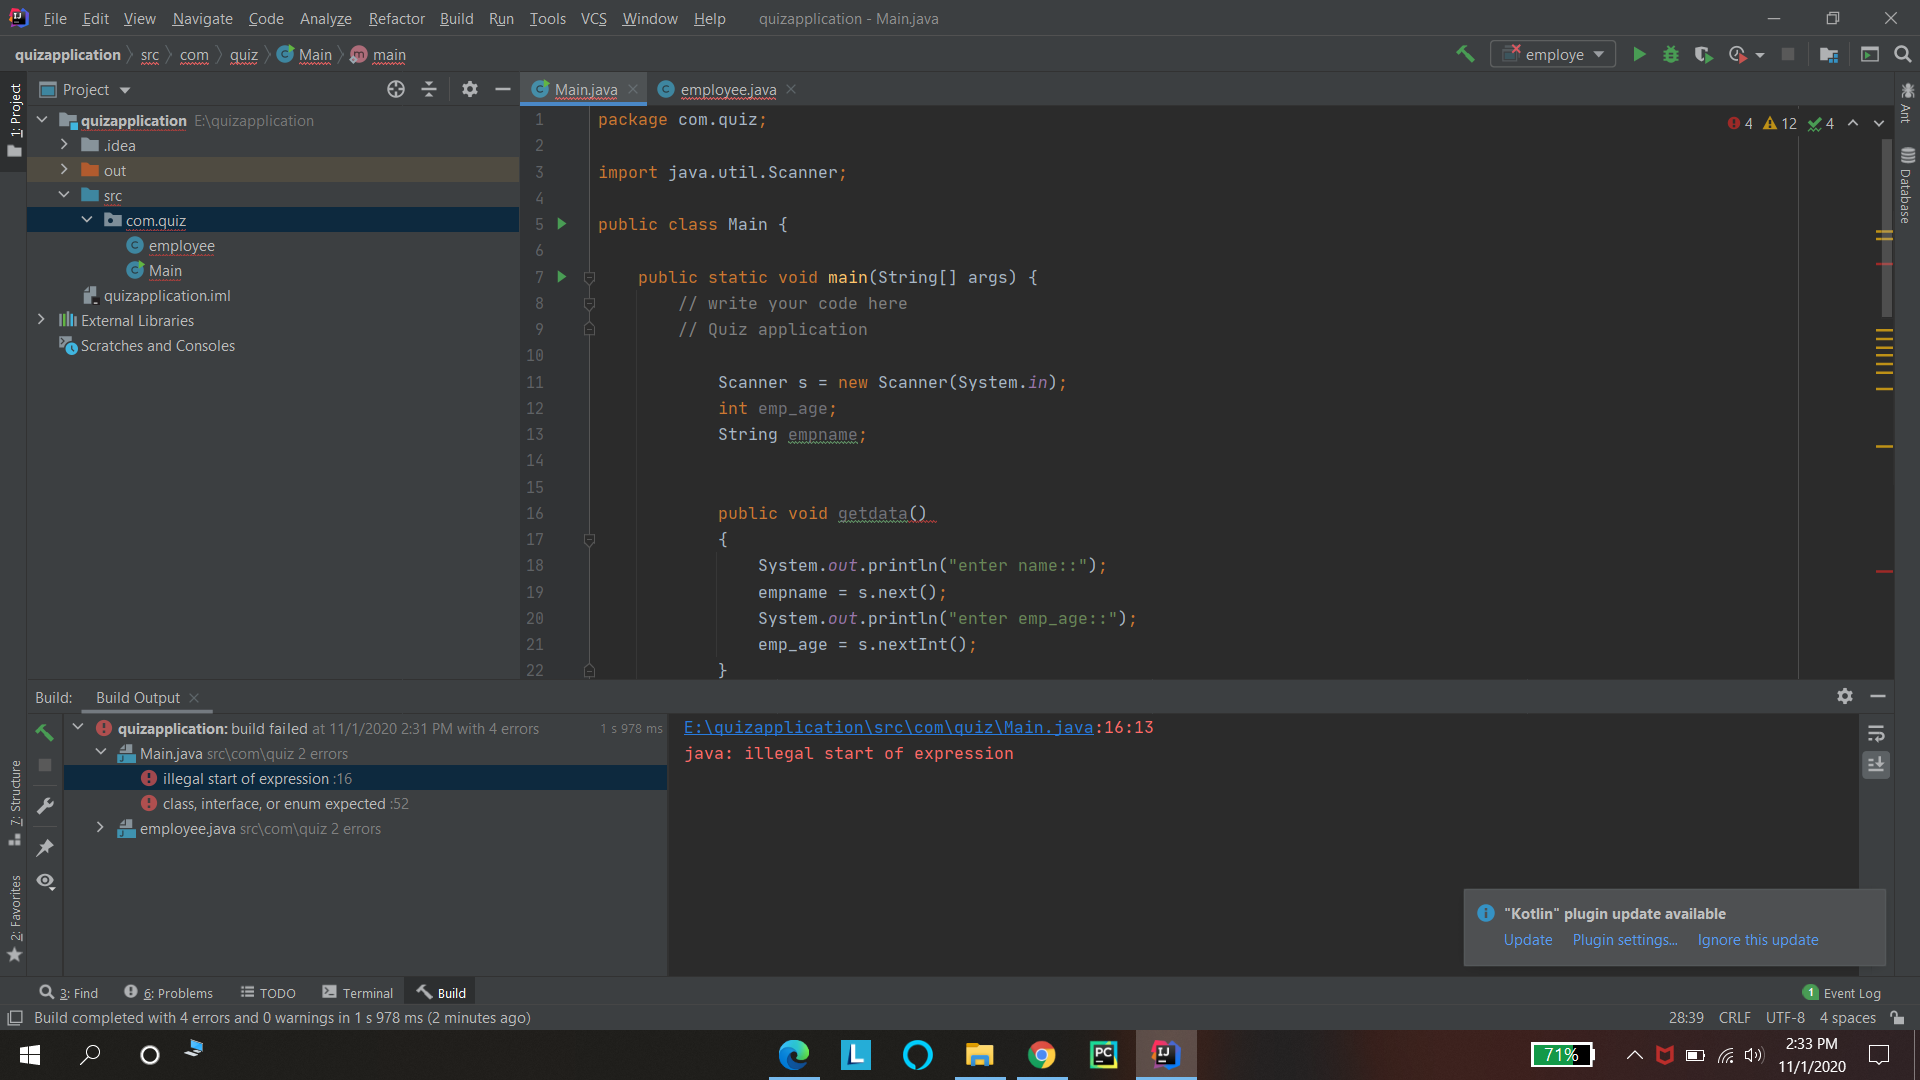 File Edit View Navigate Code Analyze Refactor Build Run Tools VCS Window Help quizapplication - Main.java
quizapplication src com quiz Main main employe
1: Project
Project
quizapplication E:\quizapplication
.idea
out
src
com.quiz
employee
Main
quizapplication.iml
External Libraries
Scratches and Consoles
Main.java employee.java
4 12 4
1 package com.quiz;
2
3 import java.util.Scanner;
4
5 public class Main {
6
7 public static void main(String[] args) {
8 // write your code here
9 // Quiz application
10
11 Scanner s = new Scanner(System.in);
12 int emp_age;
13 String empname;
14
15
16 public void getdata()
17 {
18 System.out.println("enter name::");
19 empname = s.next();
20 System.out.println("enter emp_age::");
21 emp_age = s.nextInt();
22 }
Ant
Database
Build: Build Output
quizapplication: build failed at 11/1/2020 2:31 PM with 4 errors 1 s 978 ms
Main.java src\com\quiz 2 errors
illegal start of expression :16
class, interface, or enum expected :52
employee.java src\com\quiz 2 errors
E:\quizapplication\src\com\quiz\Main.java:16:13
java: illegal start of expression
7: Structure
2: Favorites
"Kotlin" plugin update available
Update Plugin settings... Ignore this update
3: Find 6: Problems TODO Terminal Build 1 Event Log
Build completed with 4 errors and 0 warnings in 1 s 978 ms (2 minutes ago) 28:39 CRLF UTF-8 4 spaces
L PC IJ 71% 2:33 PM
11/1/2020